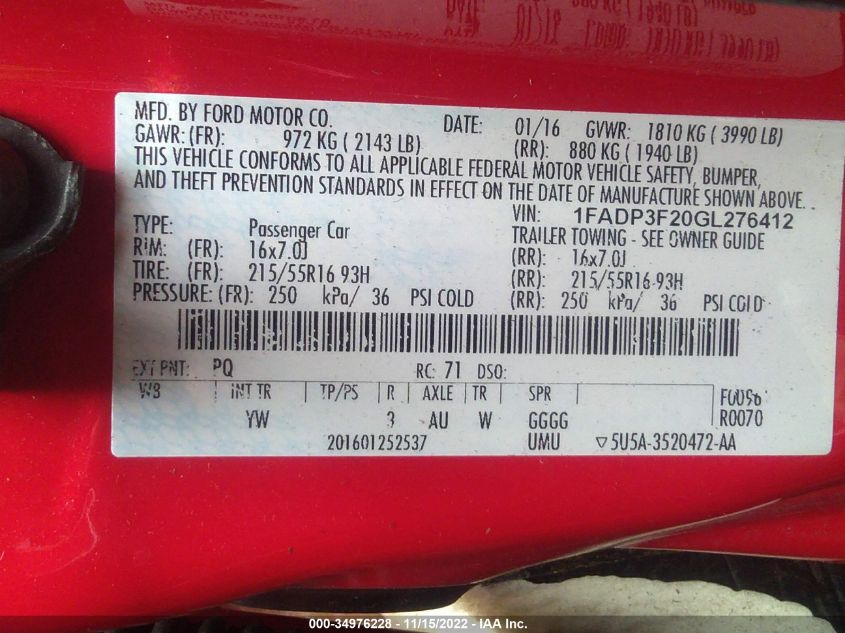 MFD. BY FORD MOTOR CO. DATE: 01/16 GVWR: 1810 KG ( 3990 LB)
GAWR: (FR): 972 KG ( 2143 LB) (RR): 880 KG ( 1940 LB)
THIS VEHICLE CONFORMS TO ALL APPLICABLE FEDERAL MOTOR VEHICLE SAFETY, BUMPER,
AND THEFT PREVENTION STANDARDS IN EFFECT ON THE DATE OF MANUFACTURE SHOWN ABOVE.
VIN: 1FADP3F20GL276412
TYPE: Passenger Car TRAILER TOWING - SEE OWNER GUIDE
RIM: (FR): 16x7.0J (RR): 16x7.0J
TIRE: (FR): 215/55R16 93H (RR): 215/55R16 93H
PRESSURE: (FR): 250 kPa/ 36 PSI COLD (RR): 250 kPa/ 36 PSI COLD
EXT PNT: PQ RC: 71 DSO:
WB INT TR TP/PS R AXLE TR SPR
YW 3 AU W GGGG R0070
201601252537 UMU ▽5U5A-3520472-AA
000-34976228 - 11/15/2022 - IAA Inc.